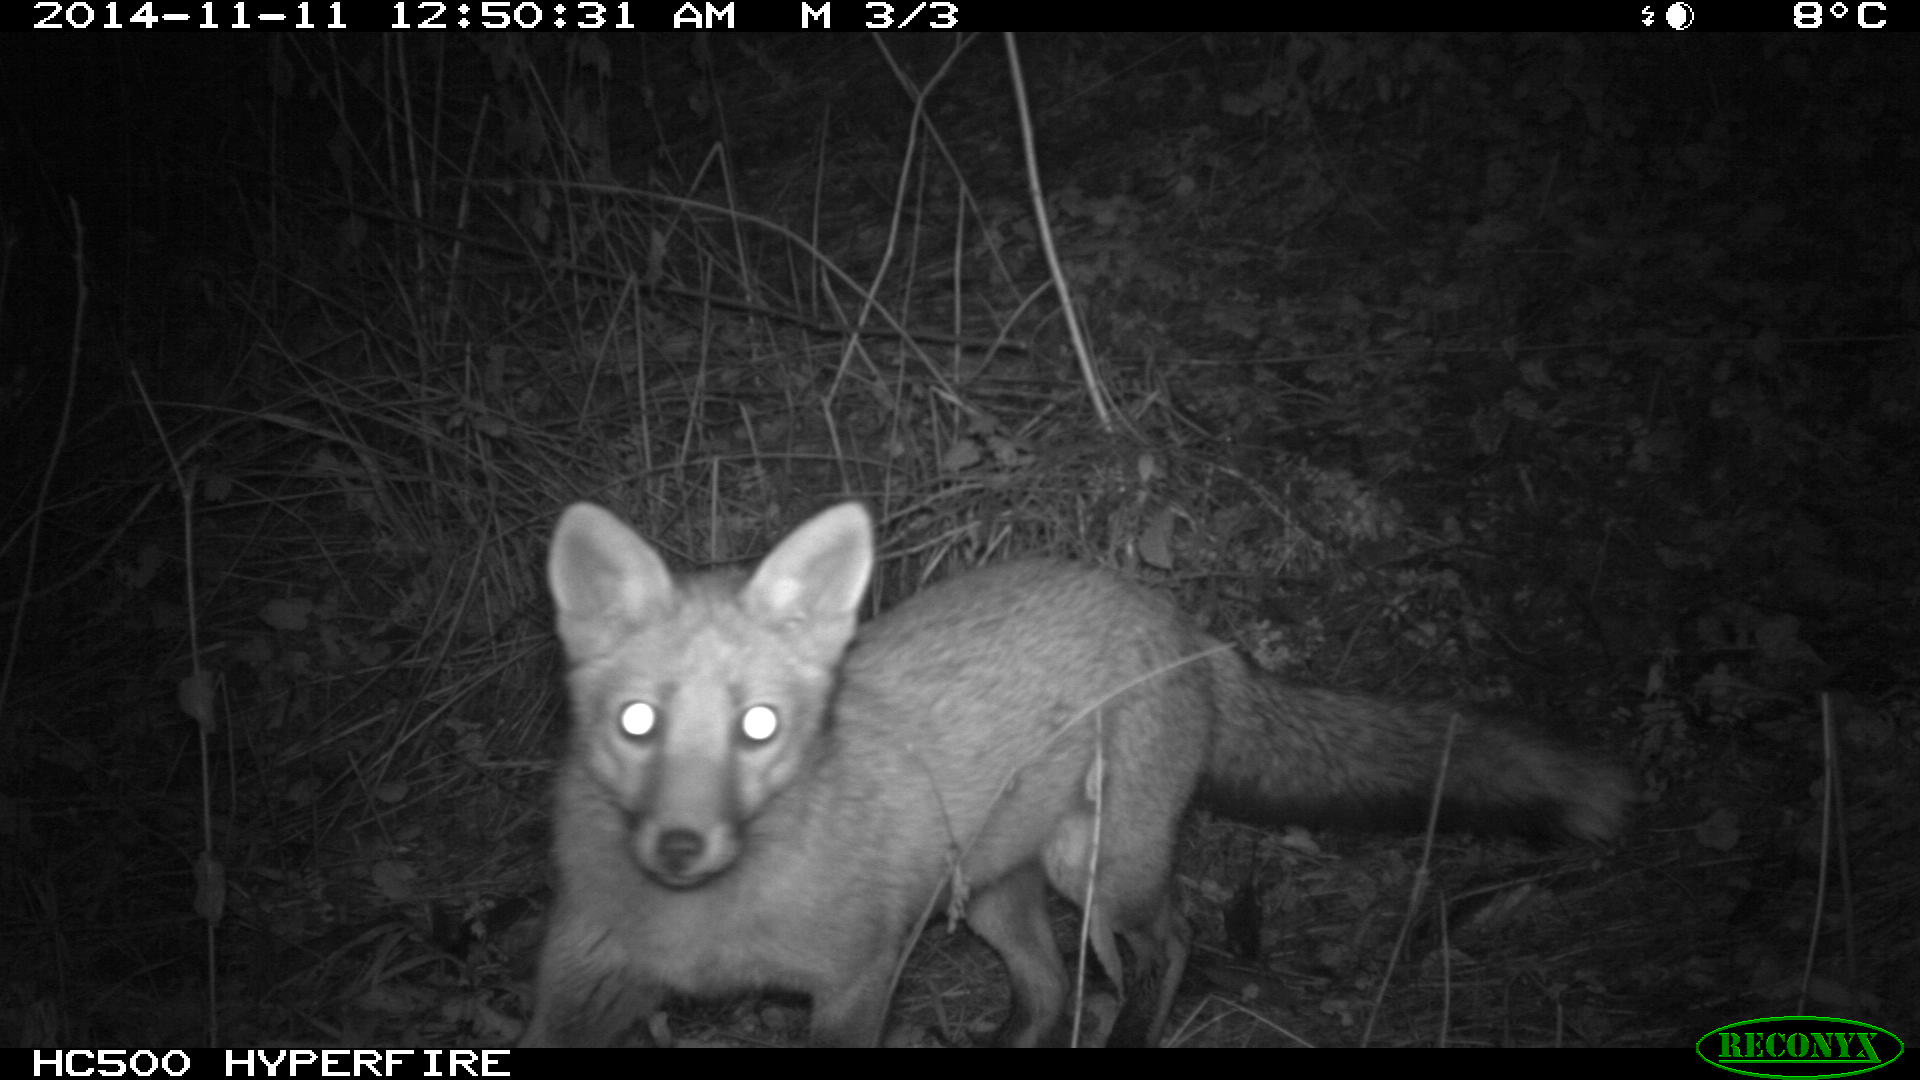 2014-11-11 12:50:31 AM M 3/3 8°C
HC500 HYPERFIRE
RECONYX